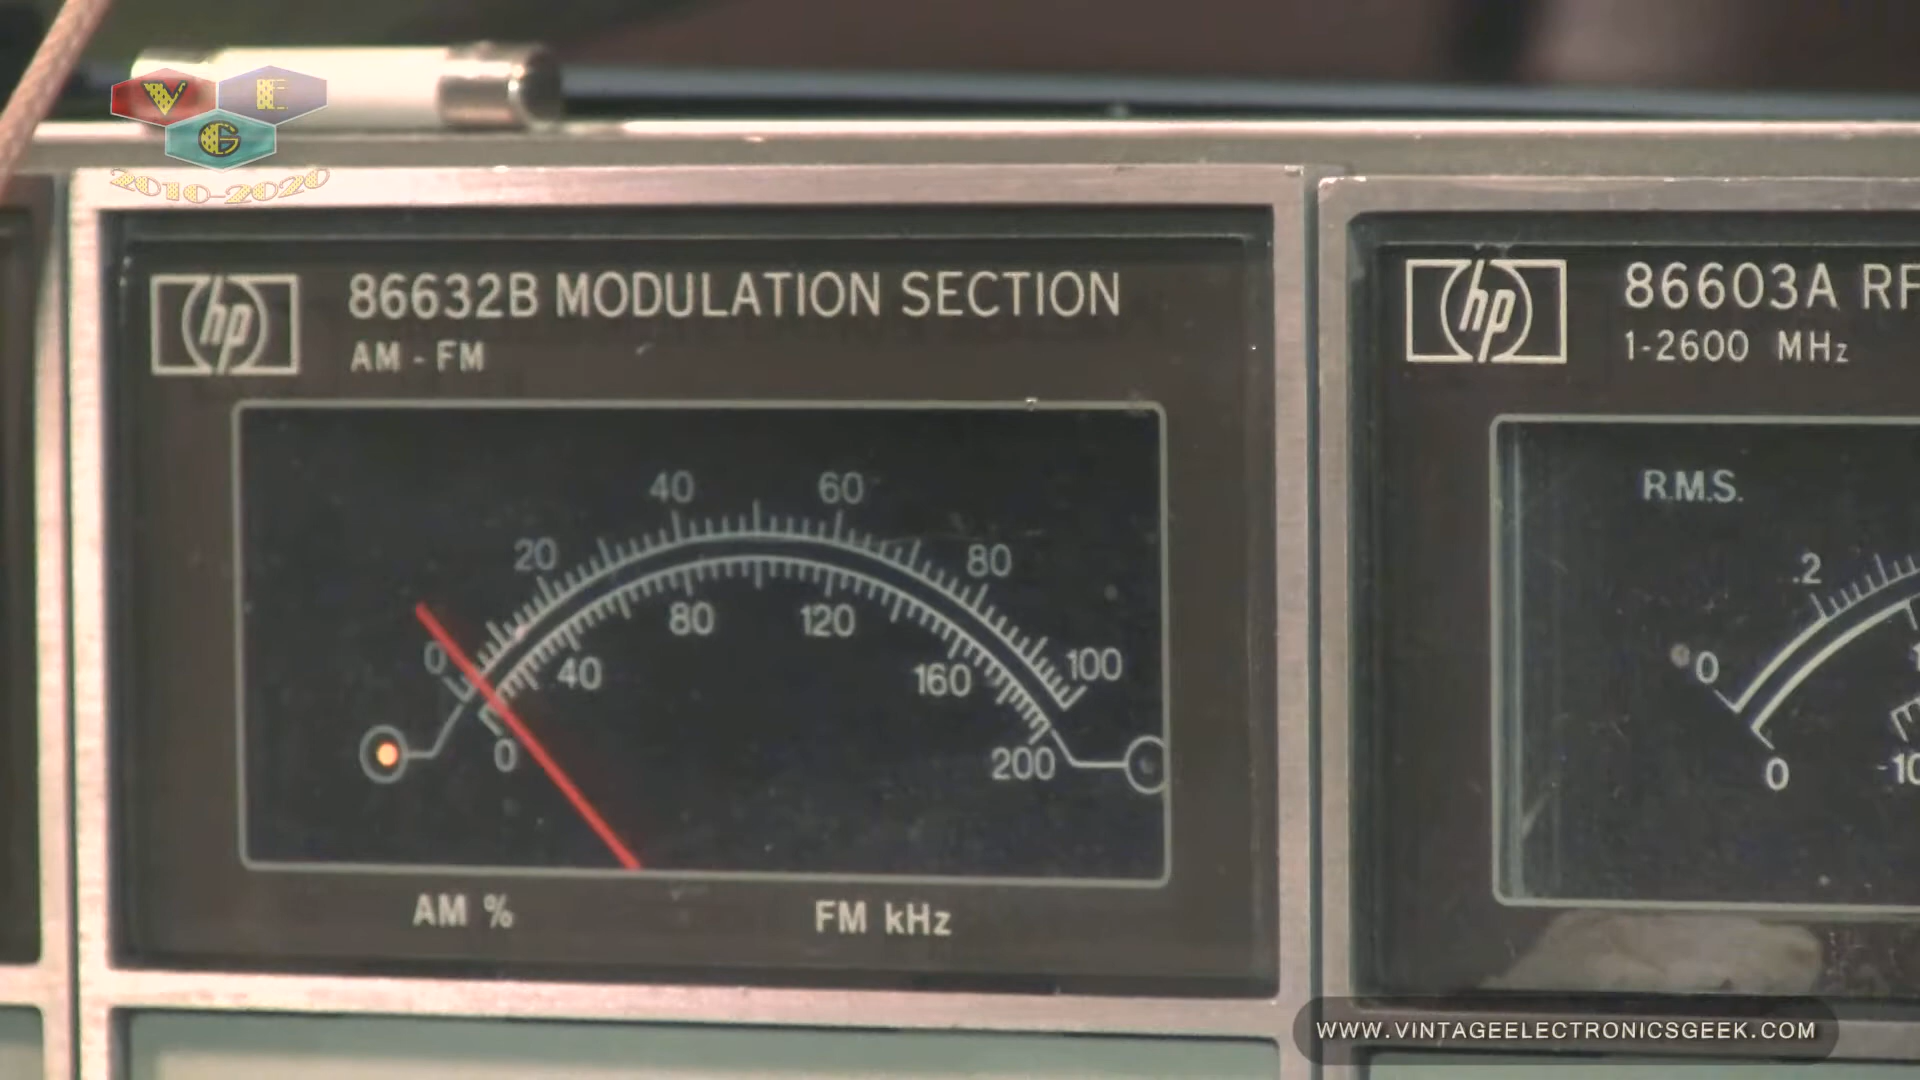 V E
G
2010-2020
hp 86632B MODULATION SECTION
AM - FM
0 20 40 60 80 100
0 40 80 120 160 200
AM % FM kHz
hp 86603A RF
1-2600 MHz
R.M.S.
0 .2
0 -10
WWW.VINTAGEELECTRONICSGEEK.COM